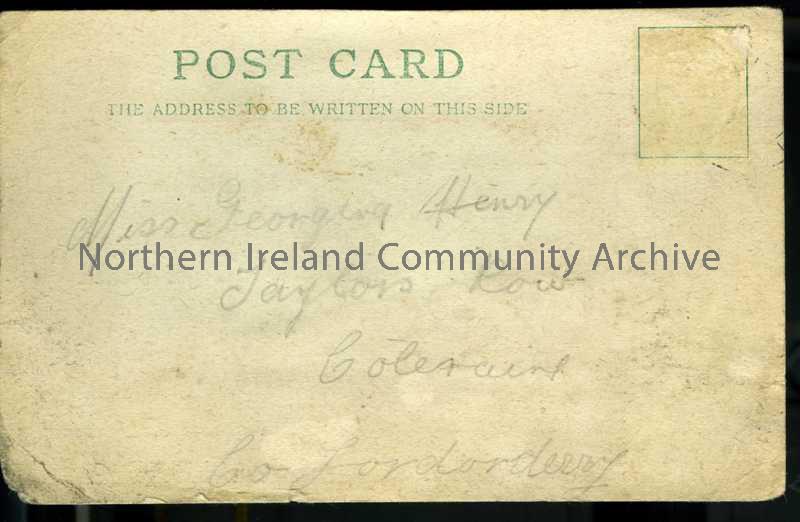 POST CARD
THE ADDRESS TO BE WRITTEN ON THIS SIDE
Miss Georgina Henry
Northern Ireland Community Archive
Taylors Row
Coleraine
Co Londonderry